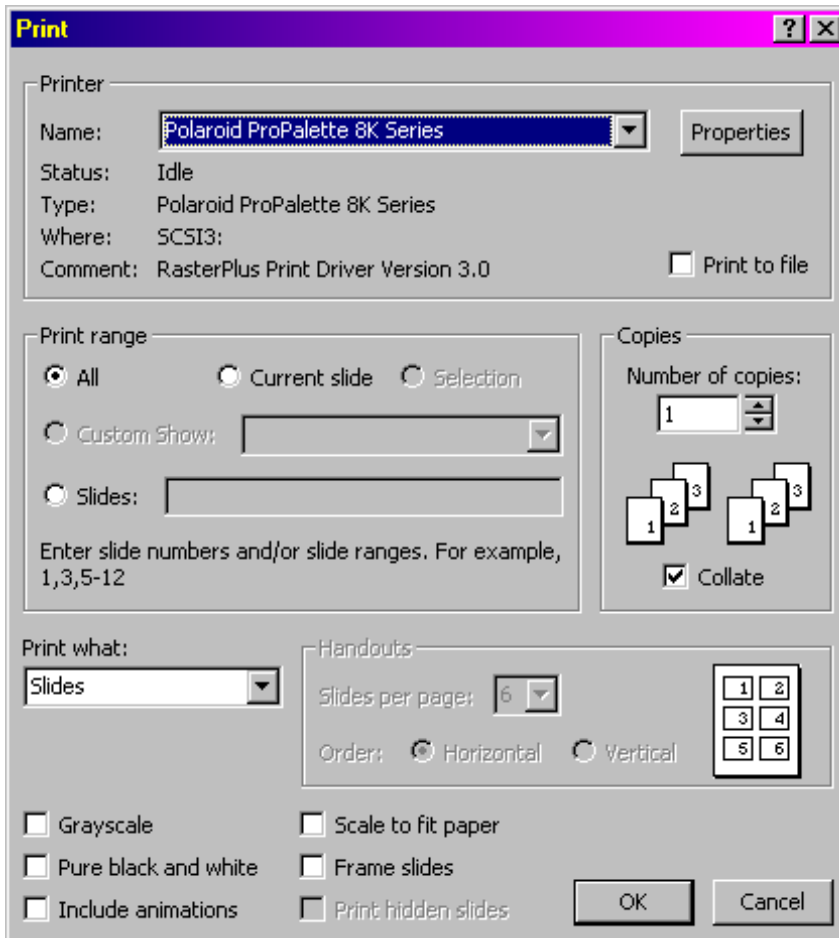 Print
Printer
Name: Polaroid ProPalette 8K Series Properties
Status: Idle
Type: Polaroid ProPalette 8K Series
Where: SCSI3:
Comment: RasterPlus Print Driver Version 3.0 Print to file
Print range
All Current slide Selection
Custom Show:
Slides:
Enter slide numbers and/or slide ranges. For example,
1,3,5-12
Copies
Number of copies:
1
1 2 3 1 2 3
Collate
Print what:
Slides
Handouts
Slides per page: 6
Order: Horizontal Vertical
1 2
3 4
5 6
Grayscale Scale to fit paper
Pure black and white Frame slides
Include animations Print hidden slides
OK Cancel